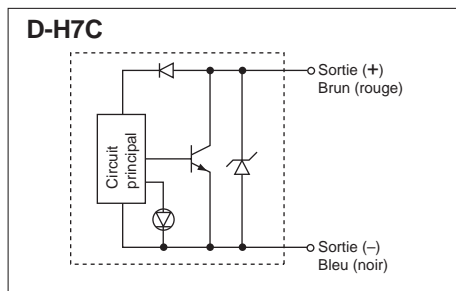 D-H7C
Sortie (+)
Brun (rouge)
Circuit
principal
Sortie (–)
Bleu (noir)